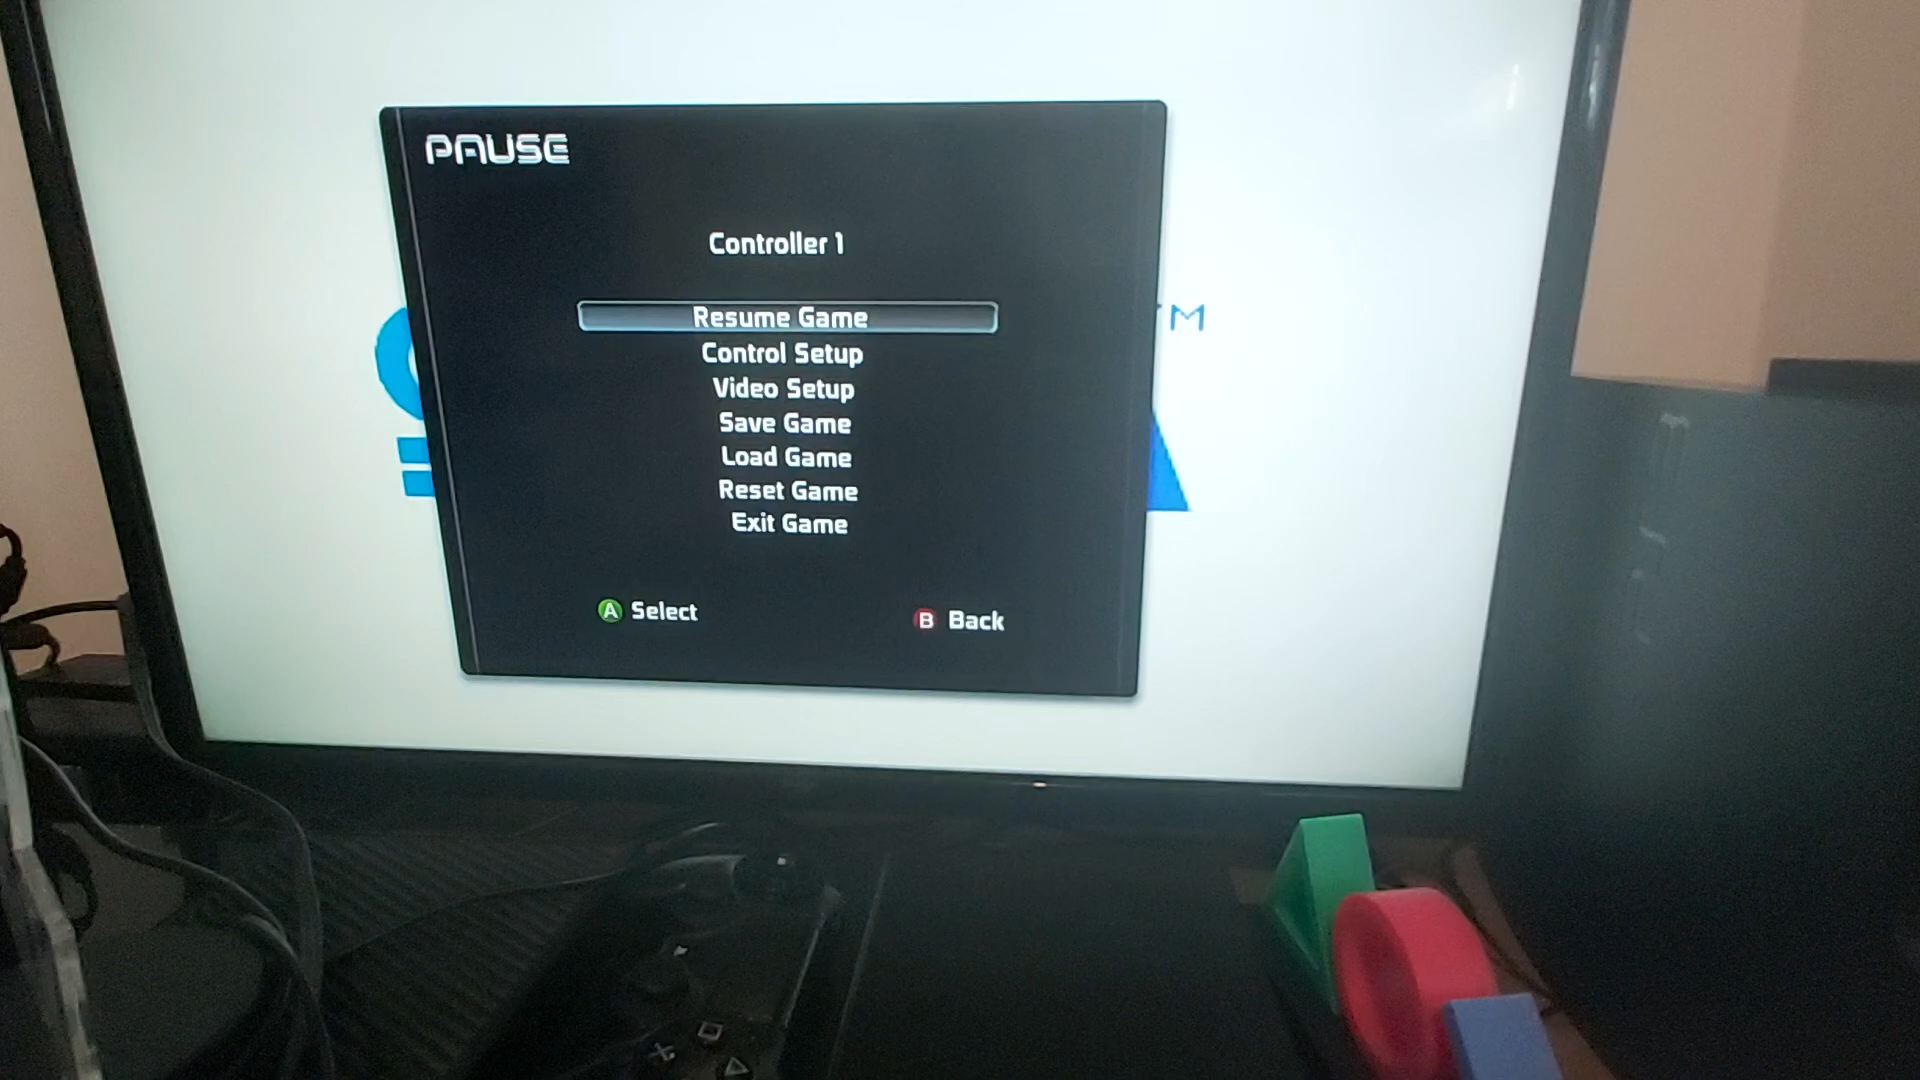 PAUSE
Controller 1
TM
Resume Game
Control Setup
Video Setup
Save Game
Load Game
Reset Game
Exit Game
A Select
B Back